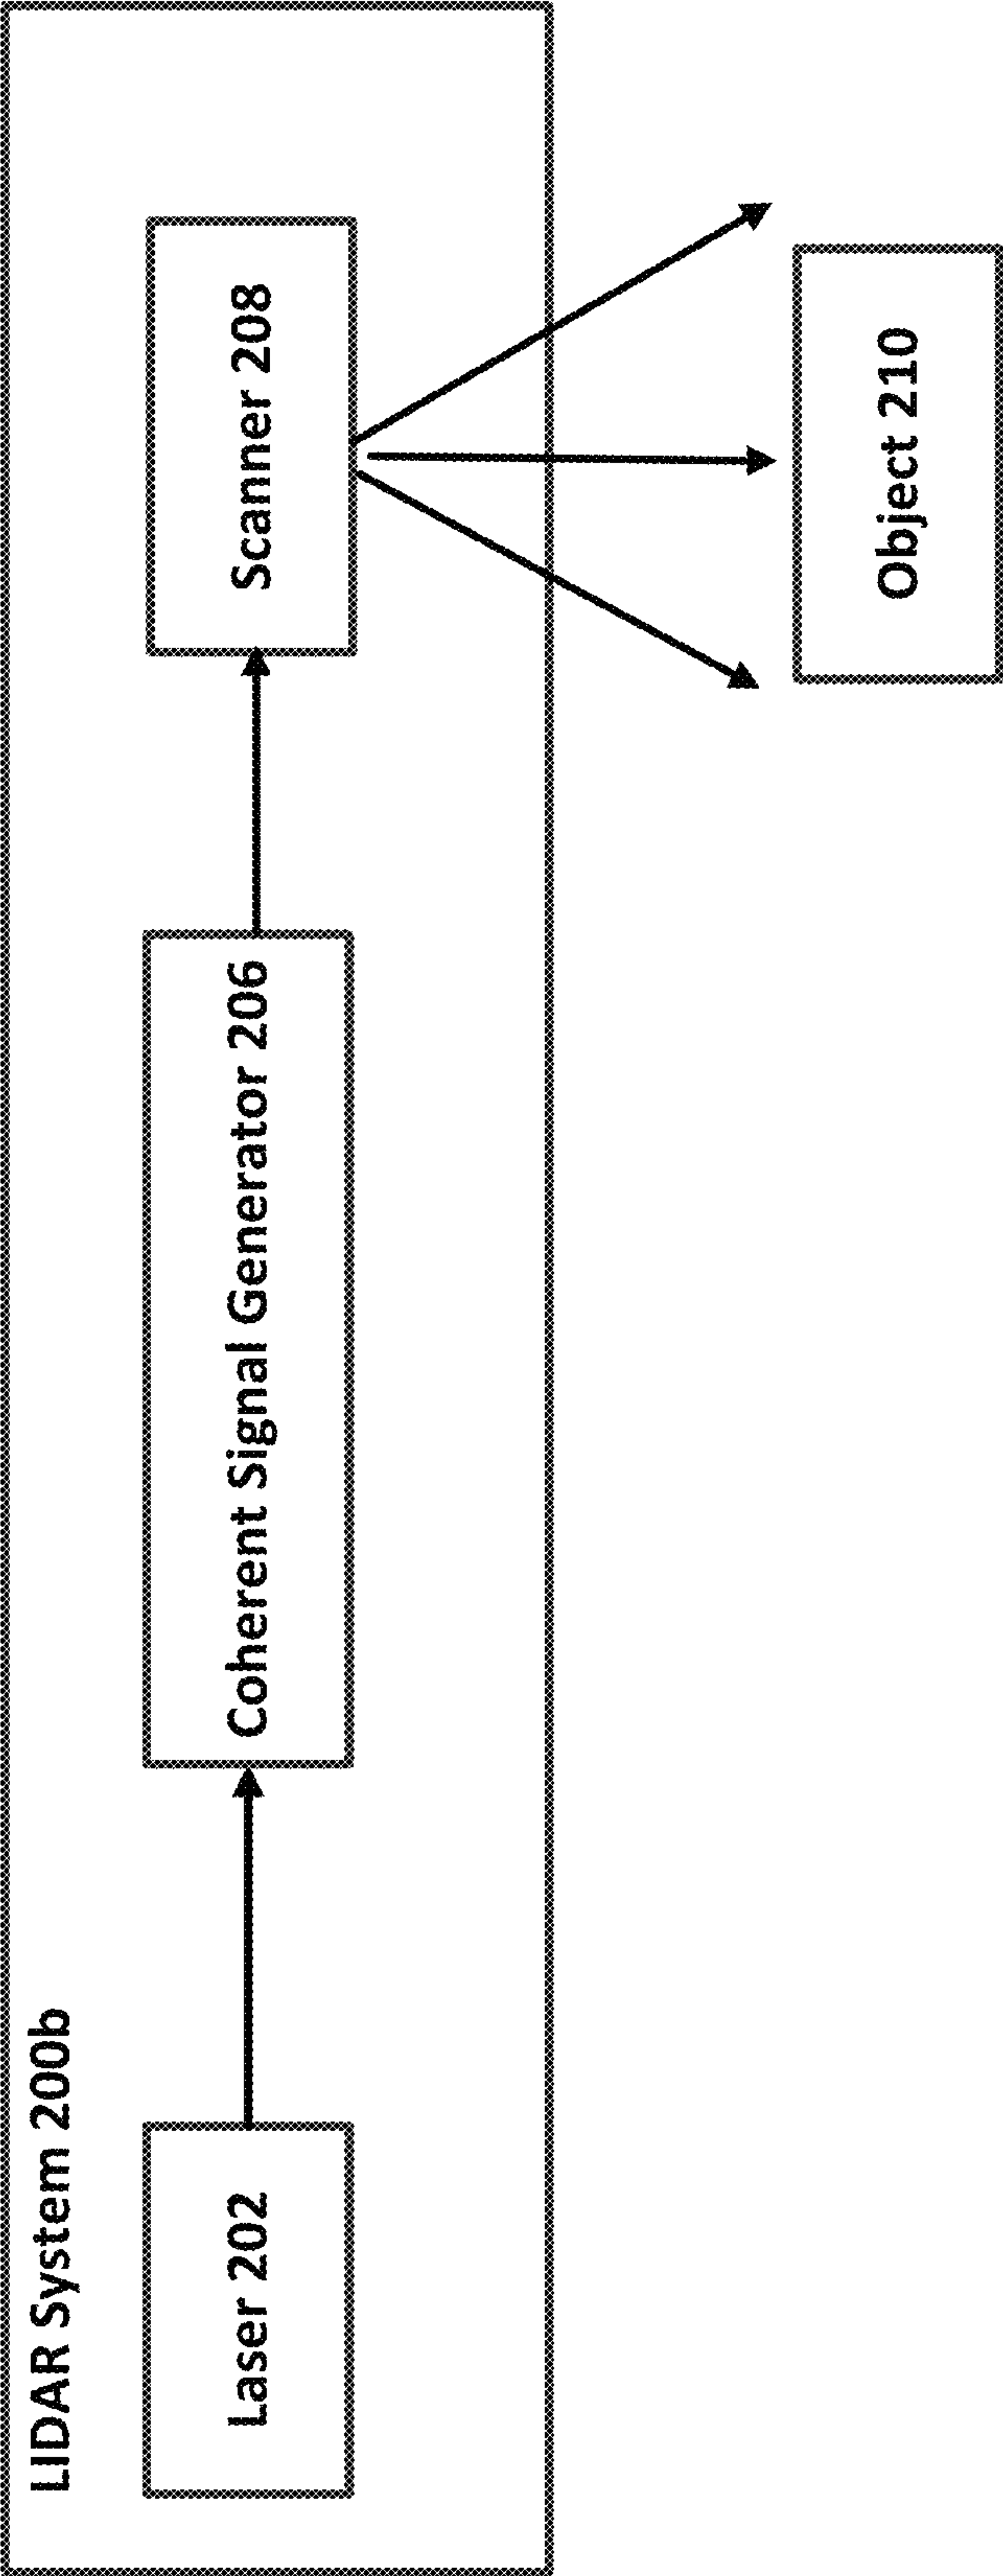 LIDAR System 200b
Laser 202
Coherent Signal Generator 206
Scanner 208
Object 210